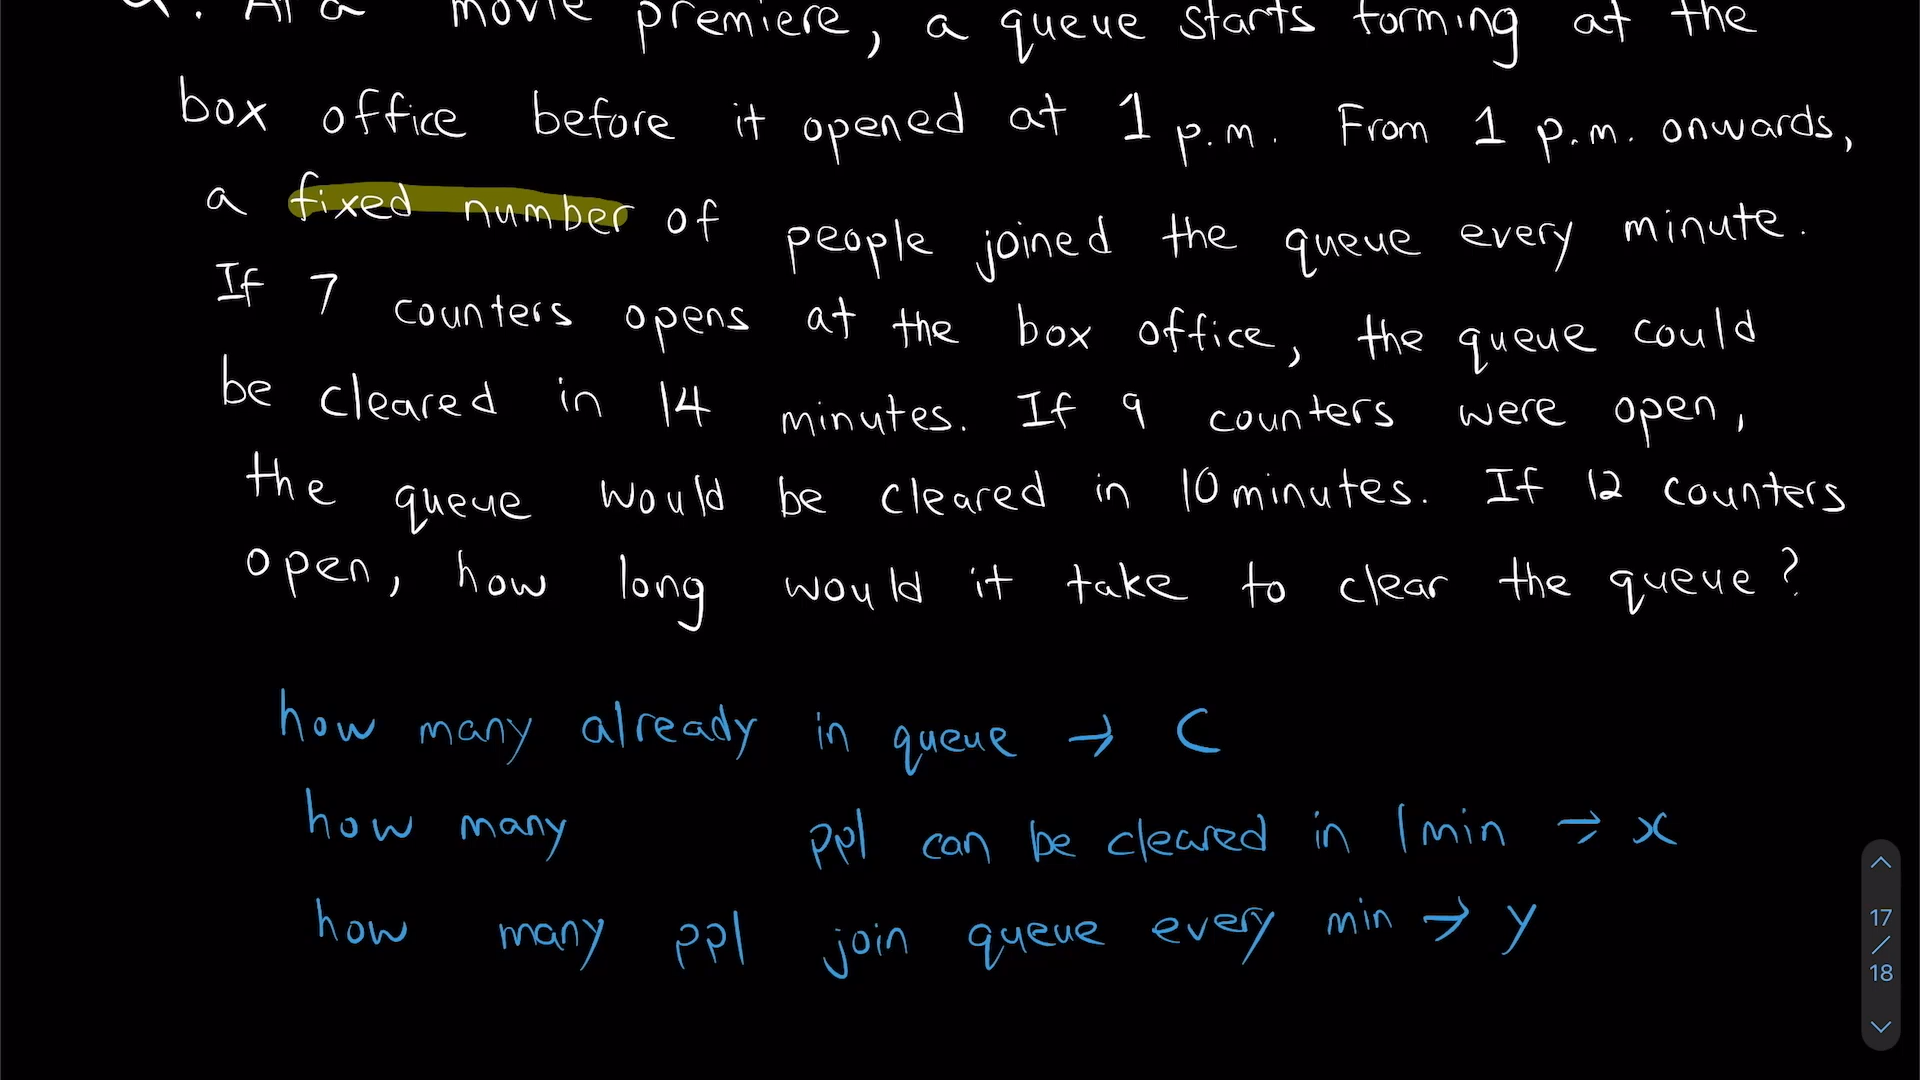 . At a movie premiere, a queue starts forming at the
box office before it opened at 1 p.m. From 1 p.m. onwards,
a fixed number of people joined the queue every minute.
If 7 counters opens at the box office, the queue could
be cleared in 14 minutes. If 9 counters were open,
the queue would be cleared in 10 minutes. If 12 counters
open, how long would it take to clear the queue?
how many already in queue → C
how many ppl can be cleared in 1 min → x
how many ppl join queue every min → y
17
/
18